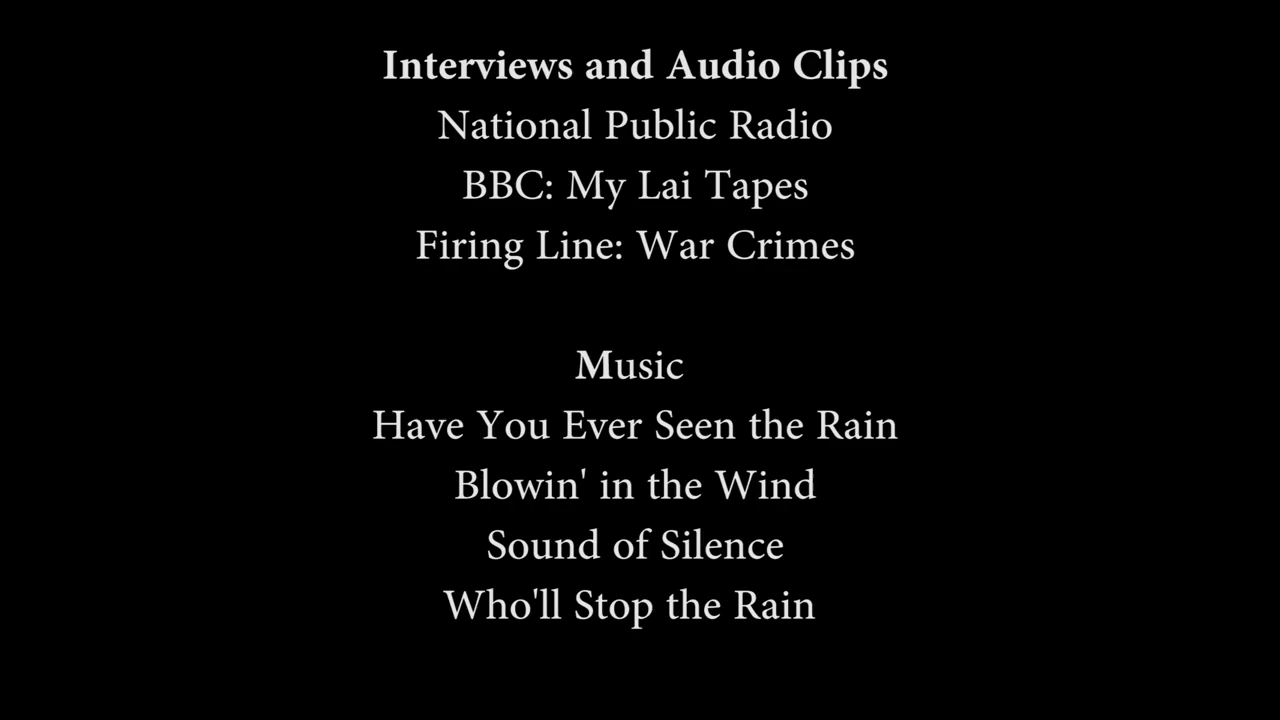 Interviews and Audio Clips
National Public Radio
BBC: My Lai Tapes
Firing Line: War Crimes
Music
Have You Ever Seen the Rain
Blowin' in the Wind
Sound of Silence
Who'll Stop the Rain